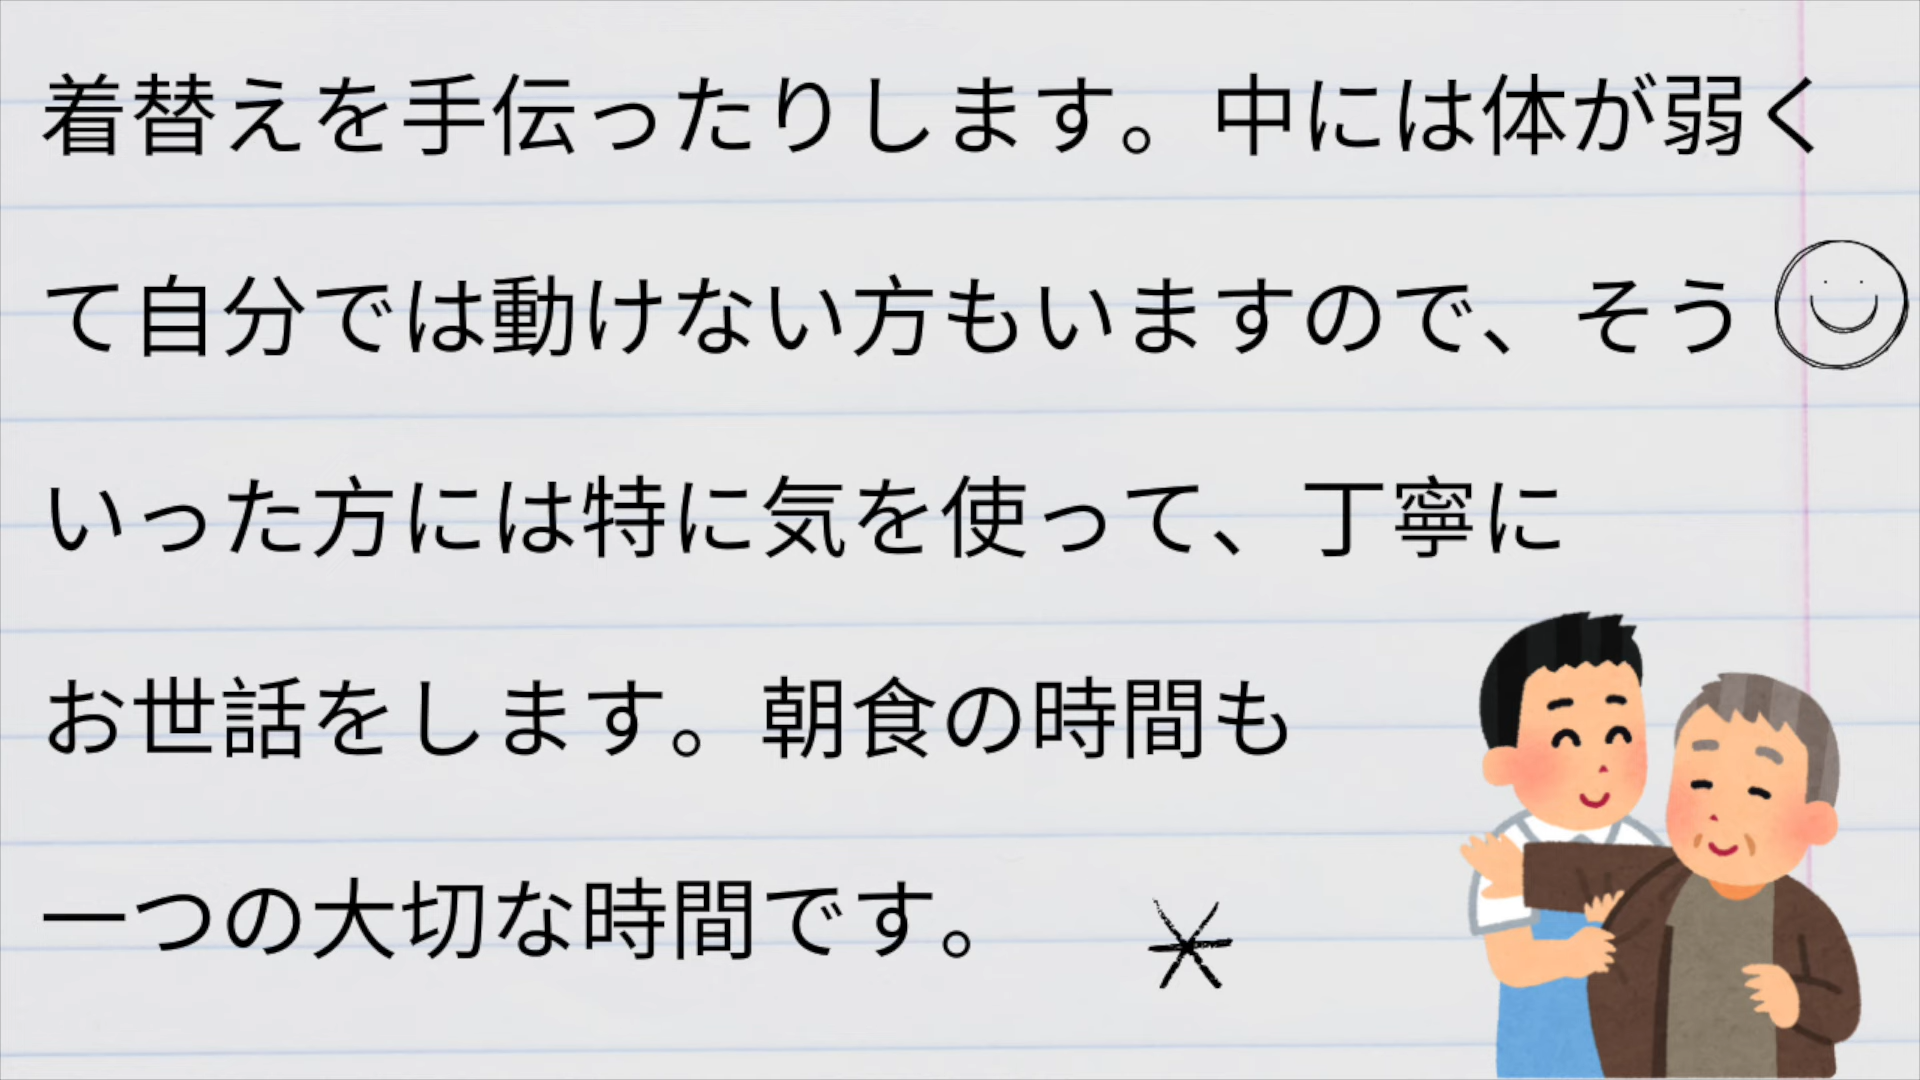 着替えを手伝ったりします。中には体が弱く
て自分では動けない方もいますので、そう
いった方には特に気を使って、丁寧に
お世話をします。朝食の時間も
一つの大切な時間です。